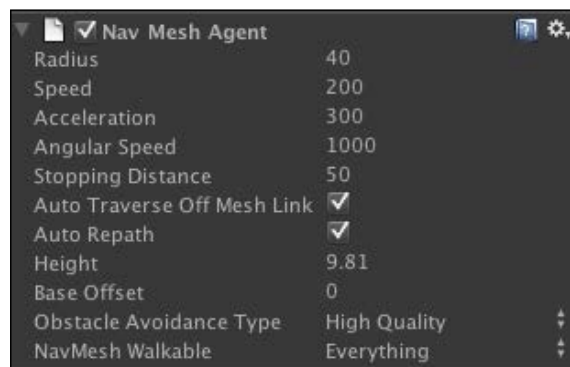 Nav Mesh Agent
Radius 40
Speed 200
Acceleration 300
Angular Speed 1000
Stopping Distance 50
Auto Traverse Off Mesh Link
Auto Repath
Height 9.81
Base Offset 0
Obstacle Avoidance Type High Quality
NavMesh Walkable Everything